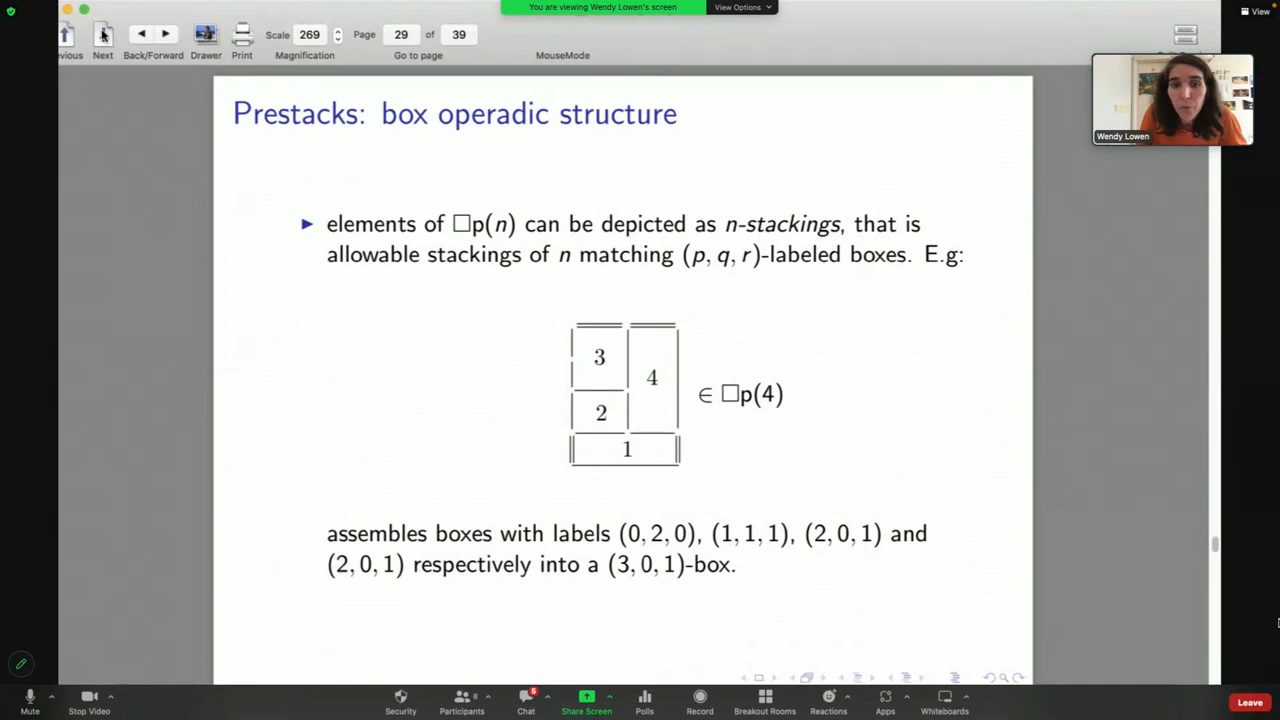 You are viewing Wendy Lowen's screen
View Options
View
Next
Back/Forward
Drawer
Print
Scale 269
Magnification
Page 29 of 39
Go to page
MouseMode
Wendy Lowen
Prestacks: box operadic structure
▶ elements of □p(n) can be depicted as n-stackings, that is
allowable stackings of n matching (p, q, r)-labeled boxes. E.g:
3
4
2
1
∈ □p(4)
assembles boxes with labels (0, 2, 0), (1, 1, 1), (2, 0, 1) and
(2, 0, 1) respectively into a (3, 0, 1)-box.
Mute
Stop Video
Security
Participants 8
Chat 5
Share Screen
Polls
Record
Breakout Rooms
Reactions
Apps
Whiteboards
Leave